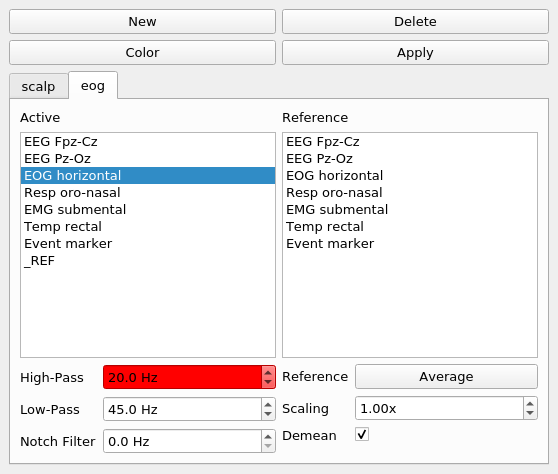 New Delete
Color Apply
scalp eog
Active Reference
EEG Fpz-Cz EEG Fpz-Cz
EEG Pz-Oz EEG Pz-Oz
EOG horizontal EOG horizontal
Resp oro-nasal Resp oro-nasal
EMG submental EMG submental
Temp rectal Temp rectal
Event marker Event marker
_REF
High-Pass 20.0 Hz Reference Average
Low-Pass 45.0 Hz Scaling 1.00x
Notch Filter 0.0 Hz Demean